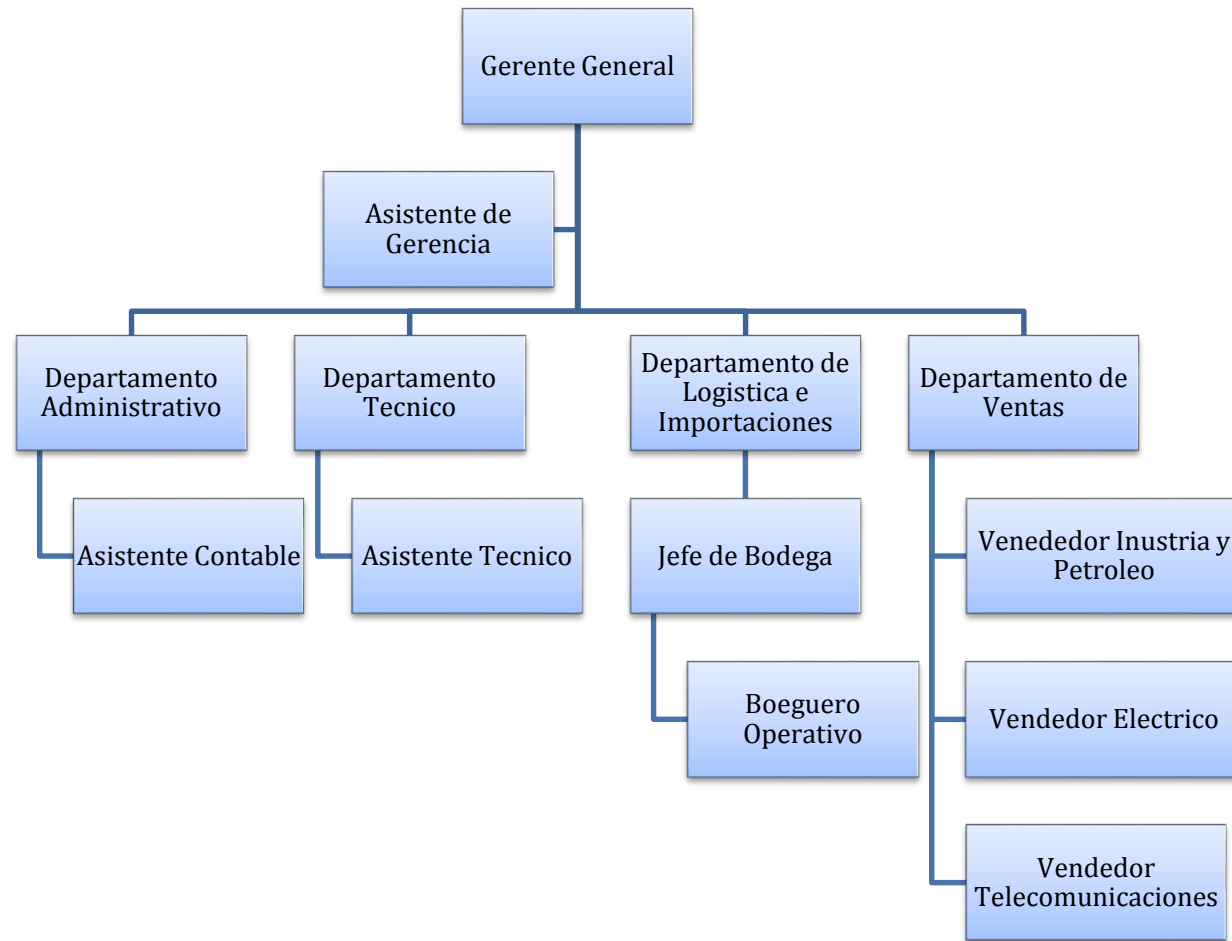 Gerente General
Asistente de
Gerencia
Departamento
Administrativo
Departamento
Tecnico
Departamento de
Logistica e
Importaciones
Departamento de
Ventas
Asistente Contable
Asistente Tecnico
Jefe de Bodega
Venededor Inustria y
Petroleo
Boeguero
Operativo
Vendedor Electrico
Vendedor
Telecomunicaciones